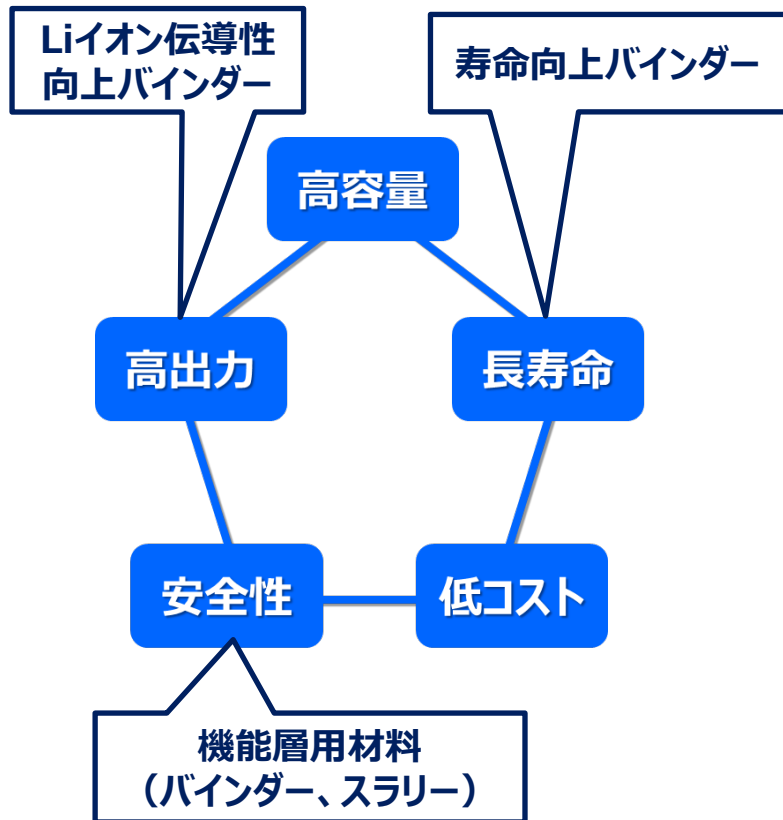 Liイオン伝導性
向上バインダー
寿命向上バインダー
高容量
高出力
長寿命
安全性
低コスト
機能層用材料
（バインダー、スラリー）